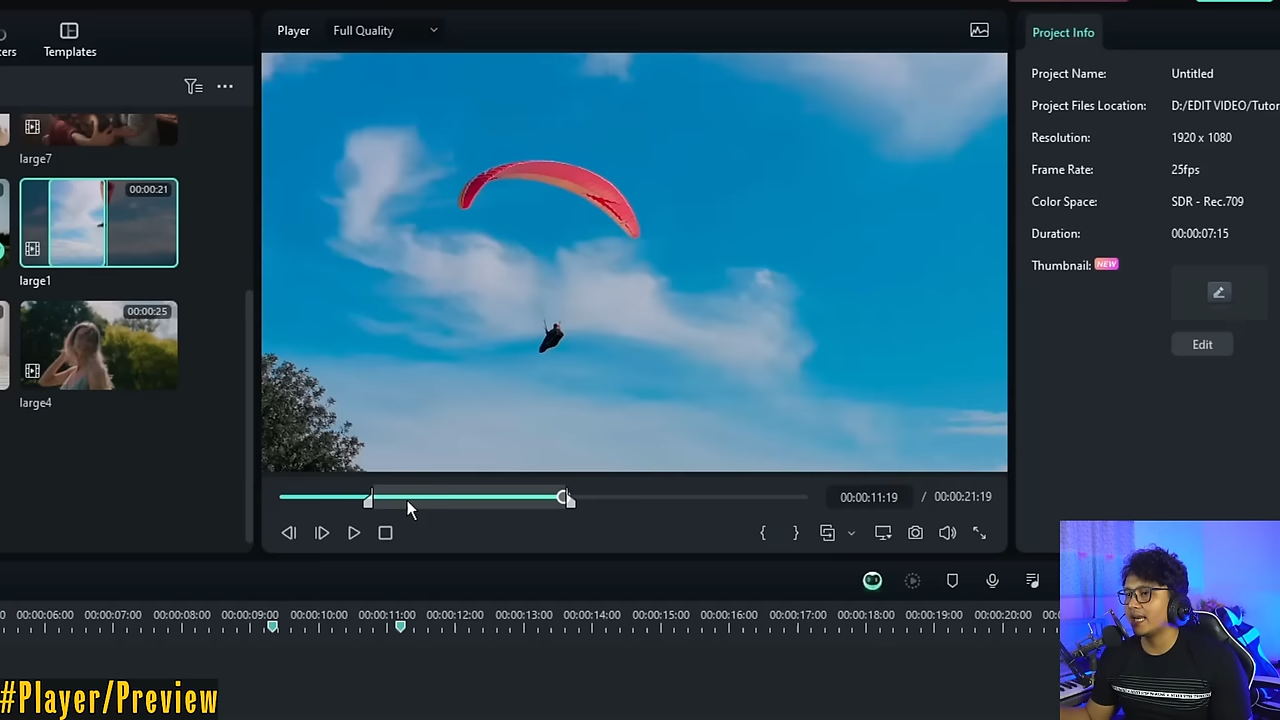 Player
Full Quality
Project Info
ters
Templates
Project Name:
Untitled
Project Files Location:
D:/EDIT VIDEO/Tutor
Resolution:
1920 x 1080
Frame Rate:
25fps
Color Space:
SDR - Rec.709
Duration:
00:00:07:15
Thumbnail: NEW
Edit
large7
00:00:21
large1
00:00:25
large4
00:00:11:19 / 00:00:21:19
0 00:00:06:00 00:00:07:00 00:00:08:00 00:00:09:00 00:00:10:00 00:00:11:00 00:00:12:00 00:00:13:00 00:00:14:00 00:00:15:00 00:00:16:00 00:00:17:00 00:00:18:00 00:00:19:00 00:00:20:00 00:
#Player/Preview